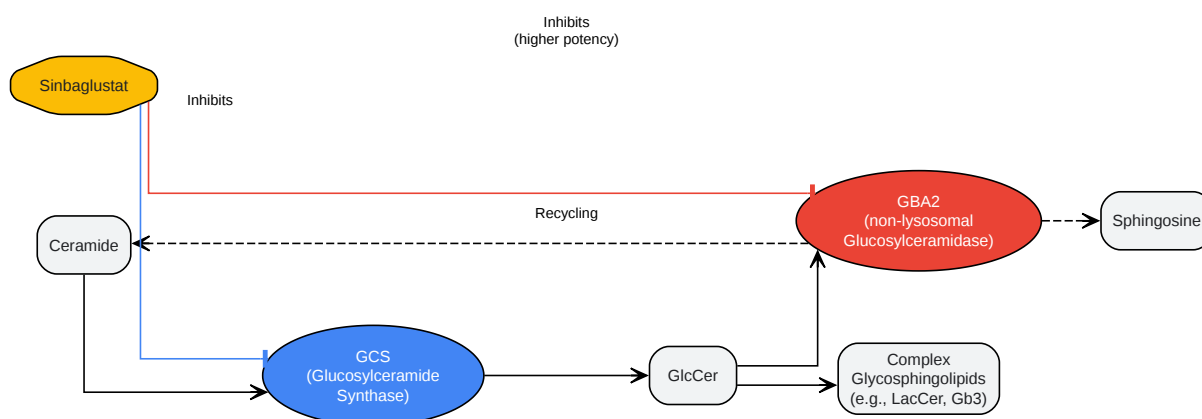 Inhibits
(higher potency)
Sinbaglustat
Inhibits
GBA2
(non-lysosomal
Glucosylceramidase)
Recycling
Sphingosine
Ceramide
GCS
(Glucosylceramide
Synthase)
GlcCer
Complex
Glycosphingolipids
(e.g., LacCer, Gb3)